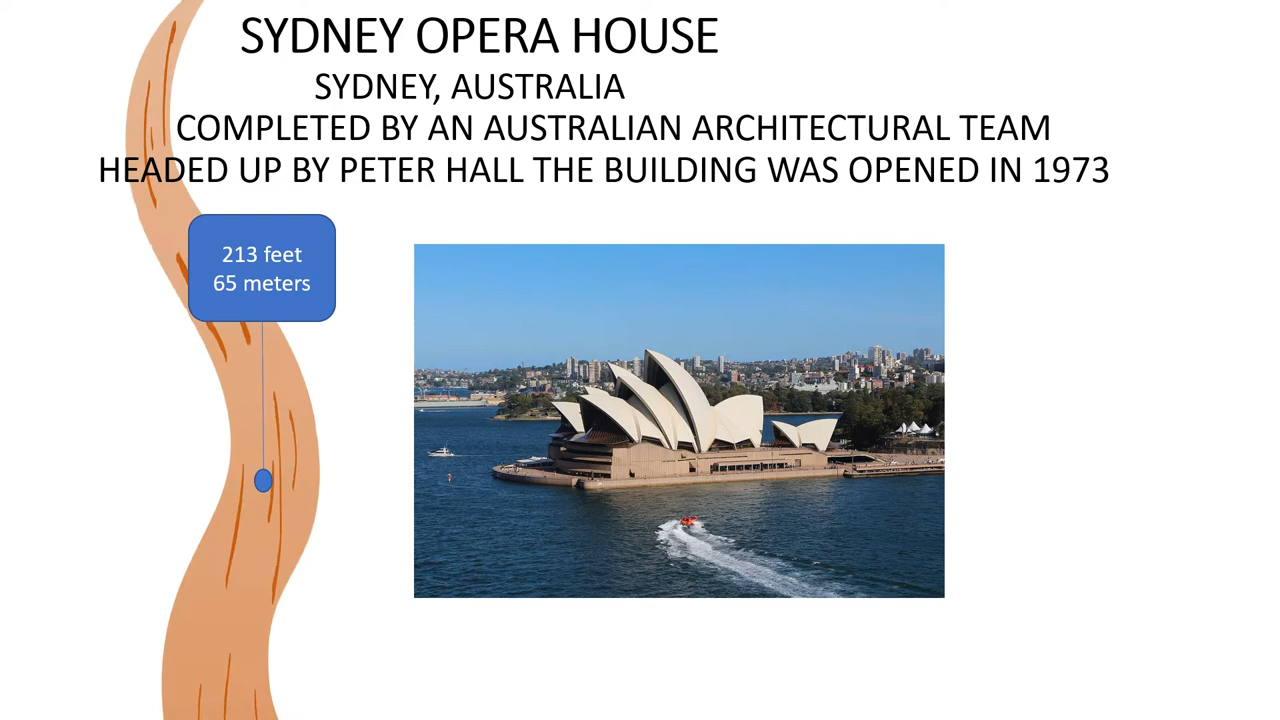 SYDNEY OPERA HOUSE
SYDNEY, AUSTRALIA
COMPLETED BY AN AUSTRALIAN ARCHITECTURAL TEAM
HEADED UP BY PETER HALL THE BUILDING WAS OPENED IN 1973
213 feet
65 meters